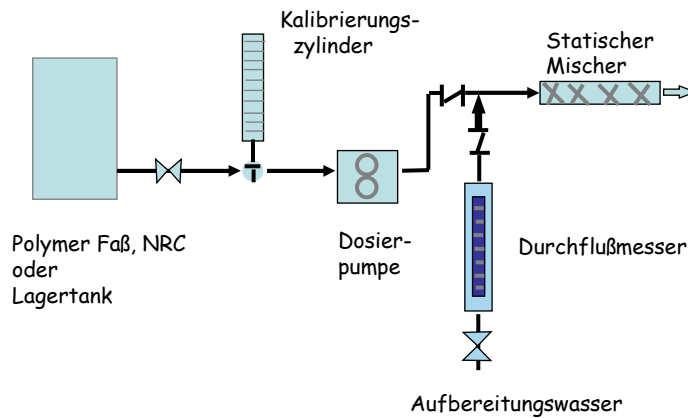 Kalibrierungs-
zylinder
Statischer
Mischer
Polymer Faß, NRC
oder
Lagertank
Dosier-
pumpe
Durchflußmesser
Aufbereitungswasser